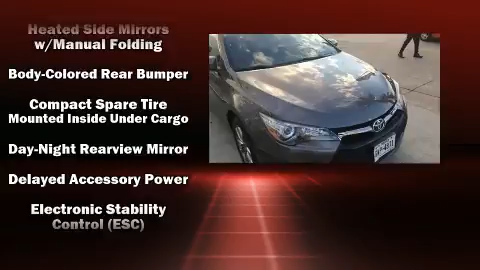 Heated Side Mirrors
w/Manual Folding
Body-Colored Rear Bumper
Compact Spare Tire
Mounted Inside Under Cargo
Day-Night Rearview Mirror
Delayed Accessory Power
Electronic Stability
Control (ESC)